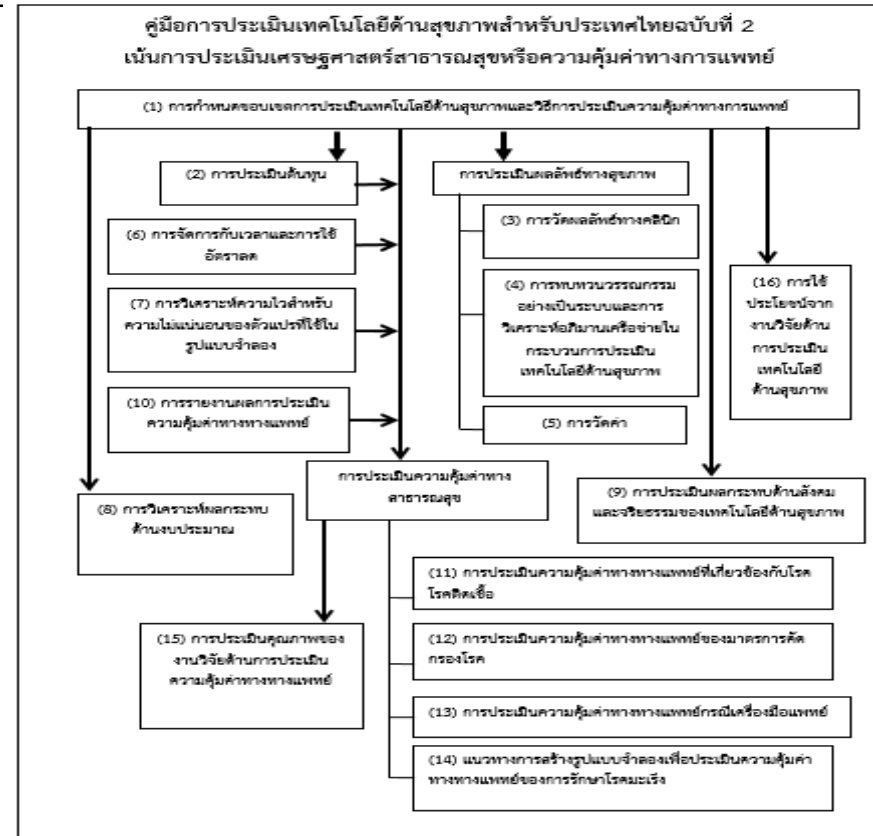 คู่มือการประเมินเทคโนโลยีด้านสุขภาพสำหรับประเทศไทยฉบับที่ 2
เน้นการประเมินเศรษฐศาสตร์สาธารณสุขหรือความคุ้มค่าทางการแพทย์
(1) การกำหนดขอบเขตการประเมินเทคโนโลยีด้านสุขภาพและวิธีการประเมินความคุ้มค่าทางการแพทย์
(2) การประเมินต้นทุน
การประเมินผลลัพธ์ทางสุขภาพ
(3) การวัดผลลัพธ์ทางคลินิก
(6) การจัดการกับเวลาและการใช้
อัตราลด
(4) การทบทวนวรรณกรรม
อย่างเป็นระบบและการ
วิเคราะห์อภิมานเครือข่ายใน
กระบวนการประเมิน
เทคโนโลยีด้านสุขภาพ
(16) การใช้
ประโยชน์จาก
งานวิจัยด้าน
การประเมิน
เทคโนโลยี
ด้านสุขภาพ
(7) การวิเคราะห์ความไวสำหรับ
ความไม่แน่นอนของตัวแปรที่ใช้ใน
รูปแบบจำลอง
(10) การรายงานผลการประเมิน
ความคุ้มค่าทางทางแพทย์
(5) การวัดค่า
การประเมินความคุ้มค่าทาง
สาธารณสุข
(8) การวิเคราะห์ผลกระทบ
ด้านงบประมาณ
(9) การประเมินผลกระทบด้านสังคม
และจริยธรรมของเทคโนโลยีด้านสุขภาพ
(11) การประเมินความคุ้มค่าทางทางแพทย์ที่เกี่ยวข้องกับโรค
โรคติดเชื้อ
(15) การประเมินคุณภาพของ
งานวิจัยด้านการประเมิน
ความคุ้มค่าทางทางแพทย์
(12) การประเมินความคุ้มค่าทางทางแพทย์ของมาตรการคัด
กรองโรค
(13) การประเมินความคุ้มค่าทางทางแพทย์กรณีเครื่องมือแพทย์
(14) แนวทางการสร้างรูปแบบจำลองเพื่อประเมินความคุ้มค่า
ทางทางแพทย์ของการรักษาโรคมะเร็ง